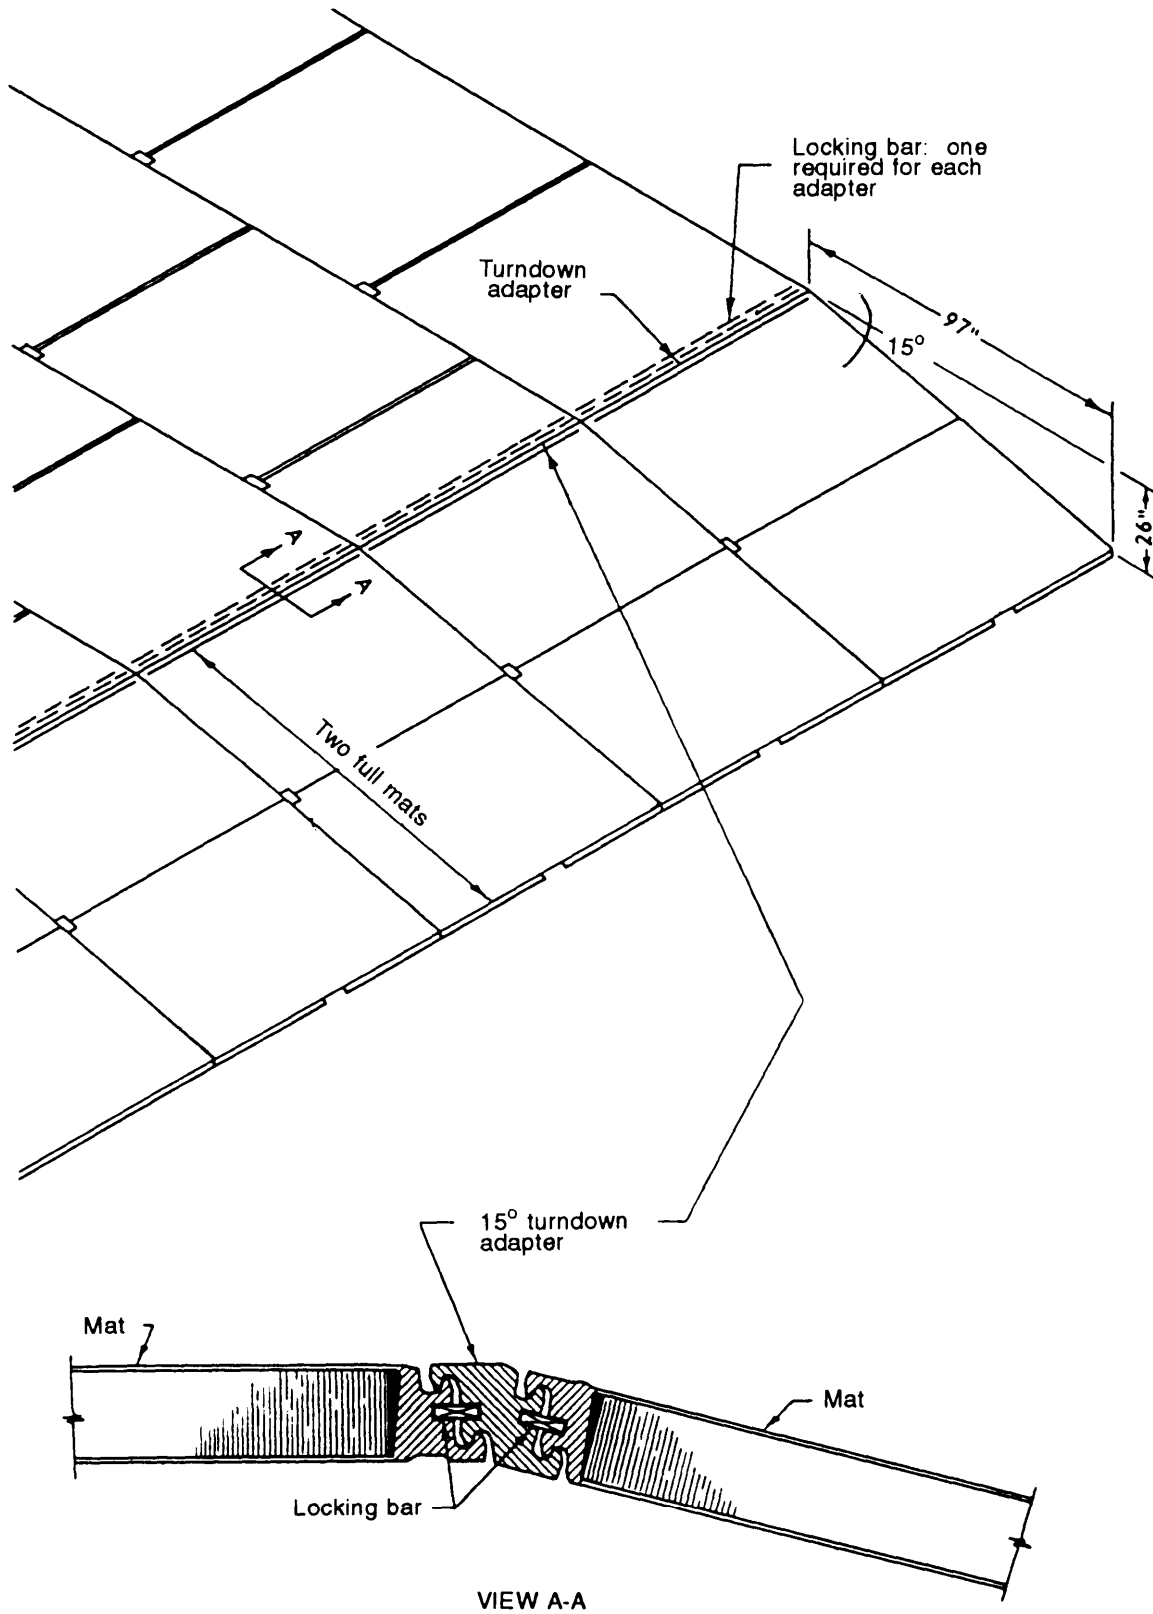 Locking bar: one
required for each
adapter
Turndown
adapter
97"
15°
26"
A
A
Two full mats
15° turndown
adapter
Mat
Mat
Locking bar
VIEW A-A